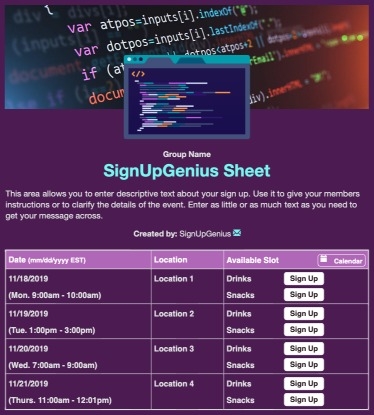 var atpos=inputs[i].indexOf("@");
var dotpos=inputs[i].lastIndexOf(".");
if (atpos<1 || dotpos<atpos+2 ||
document
Group Name
SignUpGenius Sheet
This area allows you to enter descriptive text about your sign up. Use it to give your members
instructions or to clarify the details of the event. Enter as little or as much text as you need to
get your message across.
Created by: SignUpGenius
Date (mm/dd/yyyy EST) Location Available Slot Calendar
11/18/2019 Location 1 Drinks Sign Up
(Mon. 9:00am - 10:00am) Snacks Sign Up
11/19/2019 Location 2 Drinks Sign Up
(Tue. 1:00pm - 3:00pm) Snacks Sign Up
11/20/2019 Location 3 Drinks Sign Up
(Wed. 7:00am - 9:00am) Snacks Sign Up
11/21/2019 Location 4 Drinks Sign Up
(Thurs. 11:00am - 12:01pm) Snacks Sign Up